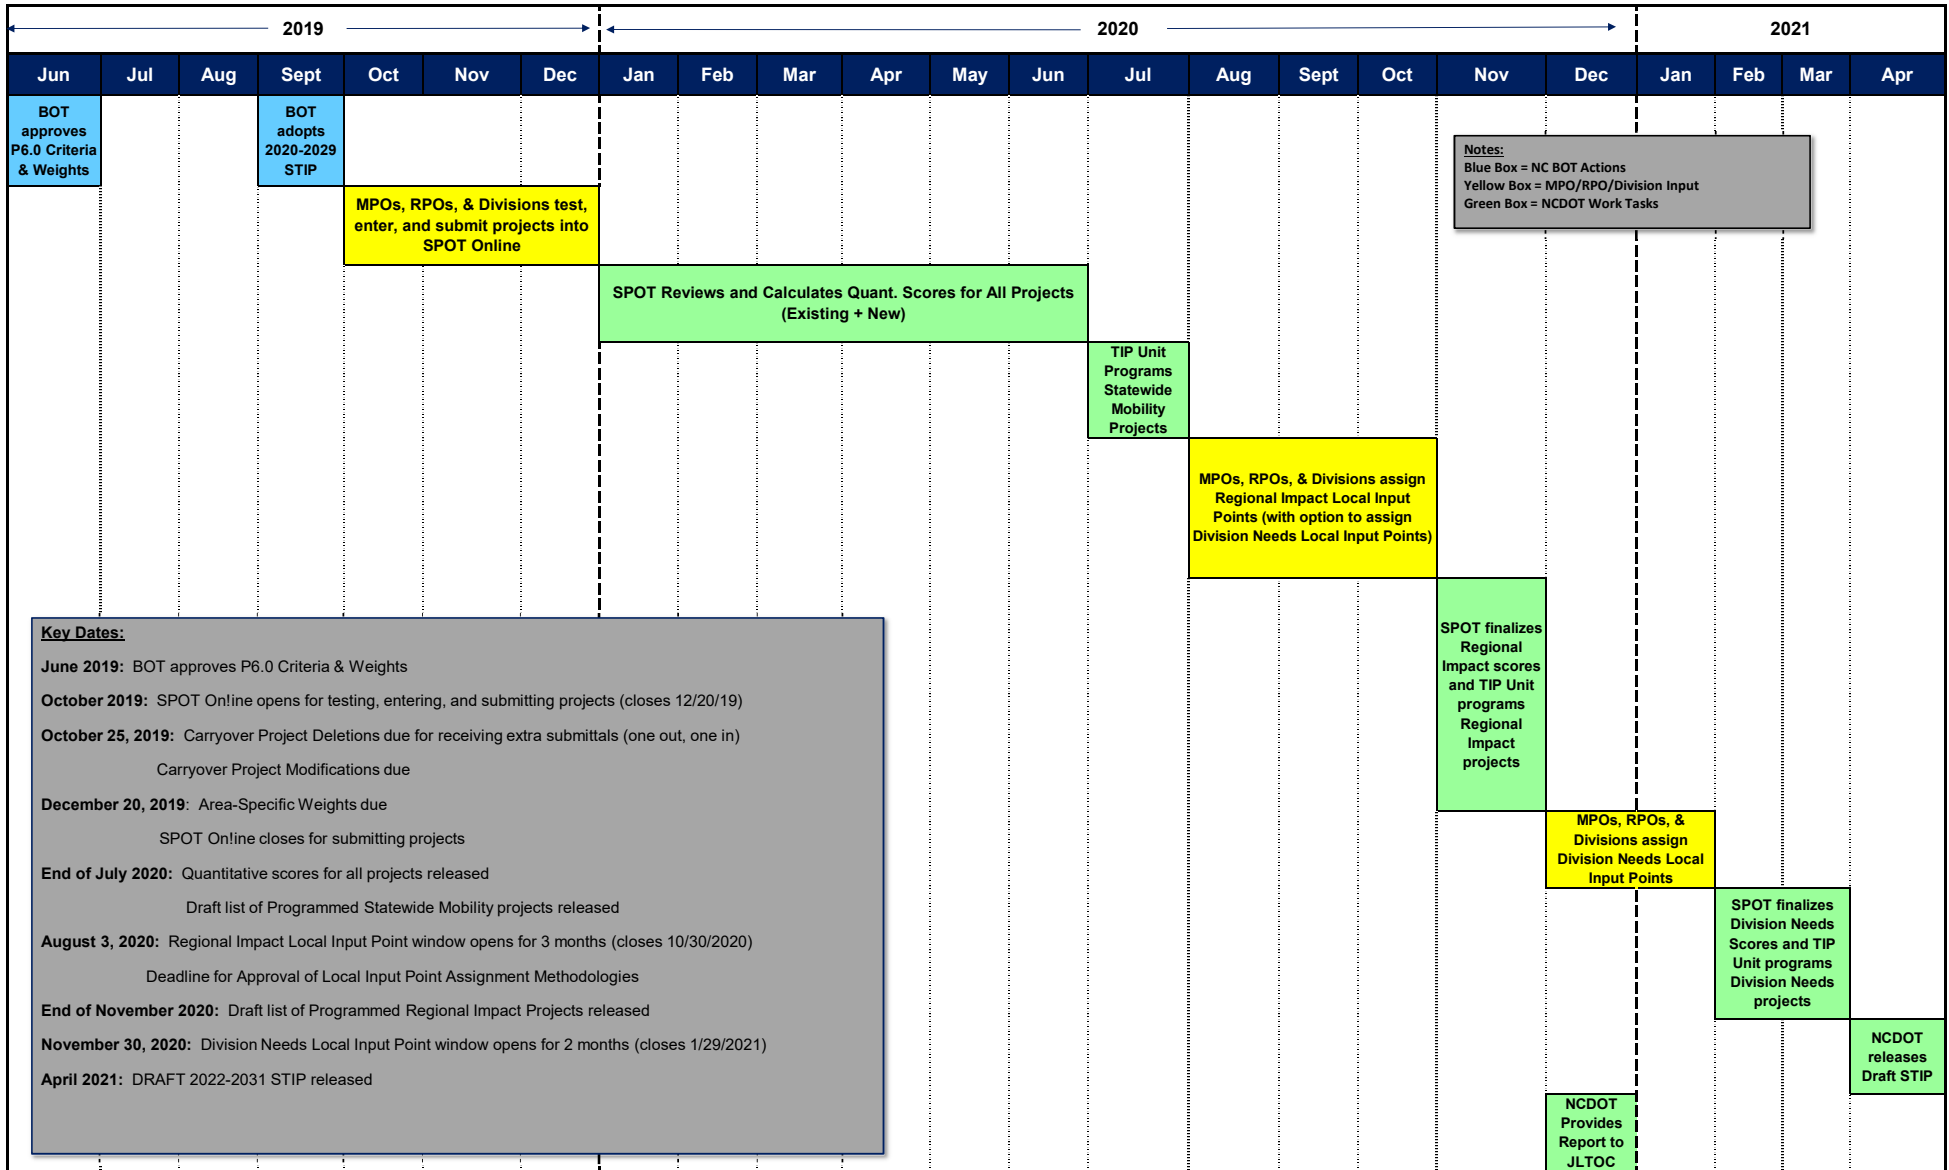 2019
2020
2021
Jun Jul Aug Sept Oct Nov Dec Jan Feb Mar Apr May Jun Jul Aug Sept Oct Nov Dec Jan Feb Mar Apr
BOT
approves
P6.0 Criteria
& Weights
BOT
adopts
2020-2029
STIP
Notes:
Blue Box = NC BOT Actions
Yellow Box = MPO/RPO/Division Input
Green Box = NCDOT Work Tasks
MPOs, RPOs, & Divisions test,
enter, and submit projects into
SPOT Online
SPOT Reviews and Calculates Quant. Scores for All Projects
(Existing + New)
TIP Unit
Programs
Statewide
Mobility
Projects
MPOs, RPOs, & Divisions assign
Regional Impact Local Input
Points (with option to assign
Division Needs Local Input Points)
SPOT finalizes
Regional
Impact scores
and TIP Unit
programs
Regional
Impact
projects
MPOs, RPOs, &
Divisions assign
Division Needs Local
Input Points
SPOT finalizes
Division Needs
Scores and TIP
Unit programs
Division Needs
projects
NCDOT
releases
Draft STIP
NCDOT
Provides
Report to
JLTOC
Key Dates:
June 2019: BOT approves P6.0 Criteria & Weights
October 2019: SPOT On!ine opens for testing, entering, and submitting projects (closes 12/20/19)
October 25, 2019: Carryover Project Deletions due for receiving extra submittals (one out, one in)
Carryover Project Modifications due
December 20, 2019: Area-Specific Weights due
SPOT On!ine closes for submitting projects
End of July 2020: Quantitative scores for all projects released
Draft list of Programmed Statewide Mobility projects released
August 3, 2020: Regional Impact Local Input Point window opens for 3 months (closes 10/30/2020)
Deadline for Approval of Local Input Point Assignment Methodologies
End of November 2020: Draft list of Programmed Regional Impact Projects released
November 30, 2020: Division Needs Local Input Point window opens for 2 months (closes 1/29/2021)
April 2021: DRAFT 2022-2031 STIP released